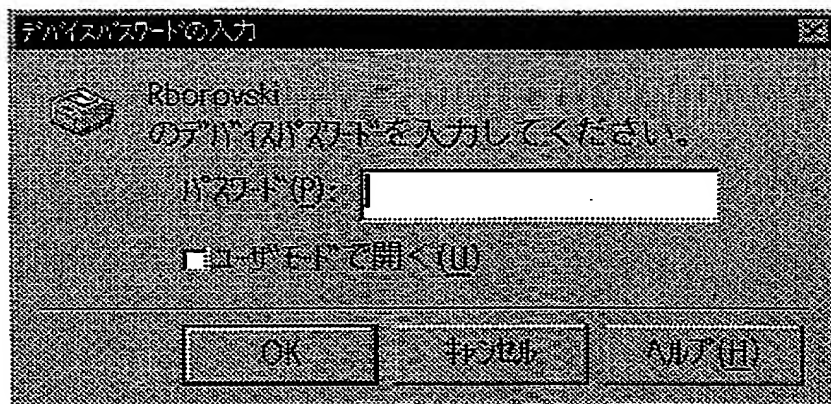 デバイスパスワードの入力
Rborovski
のデバイスパスワードを入力してください。
パスワード(P):
ユーザモードで開く(U)
OK キャンセル ヘルプ(H)